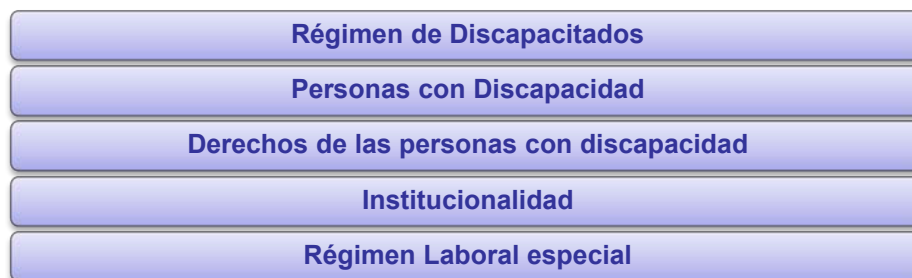 Régimen de Discapacitados
Personas con Discapacidad
Derechos de las personas con discapacidad
Institucionalidad
Régimen Laboral especial